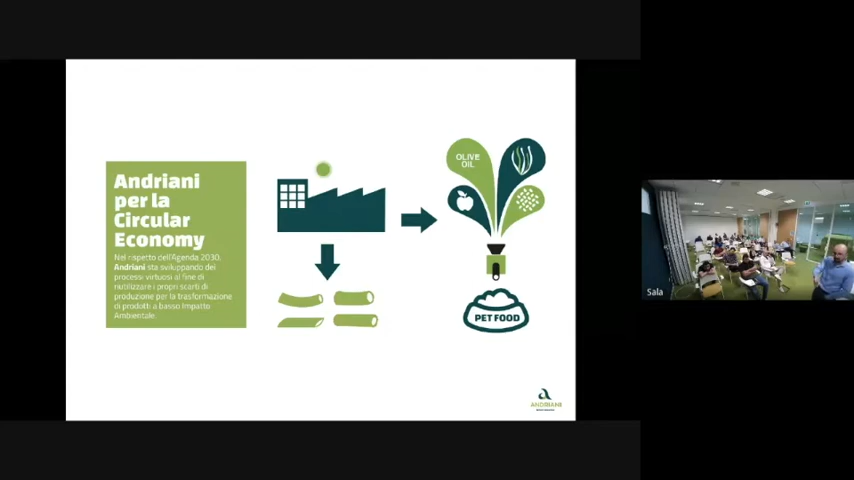 Andriani
per la
Circular
Economy
Nel rispetto dell'Agenda 2030,
Andriani sta sviluppando dei
processi virtuosi al fine di
riutilizzare i propri scarti di
produzione per la trasformazione
di prodotti a basso Impatto
Ambientale.
OLIVE
OIL
PET FOOD
ANDRIANI
Sala